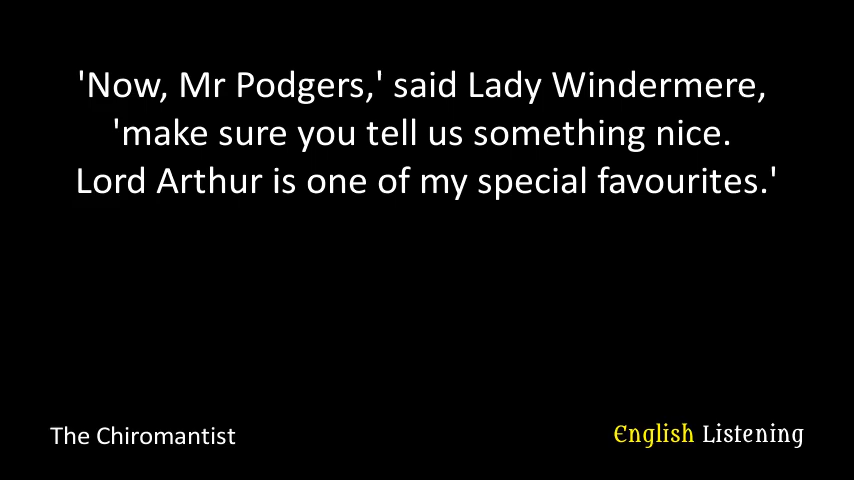 'Now, Mr Podgers,' said Lady Windermere,
'make sure you tell us something nice.
Lord Arthur is one of my special favourites.'
The Chiromantist
English Listening